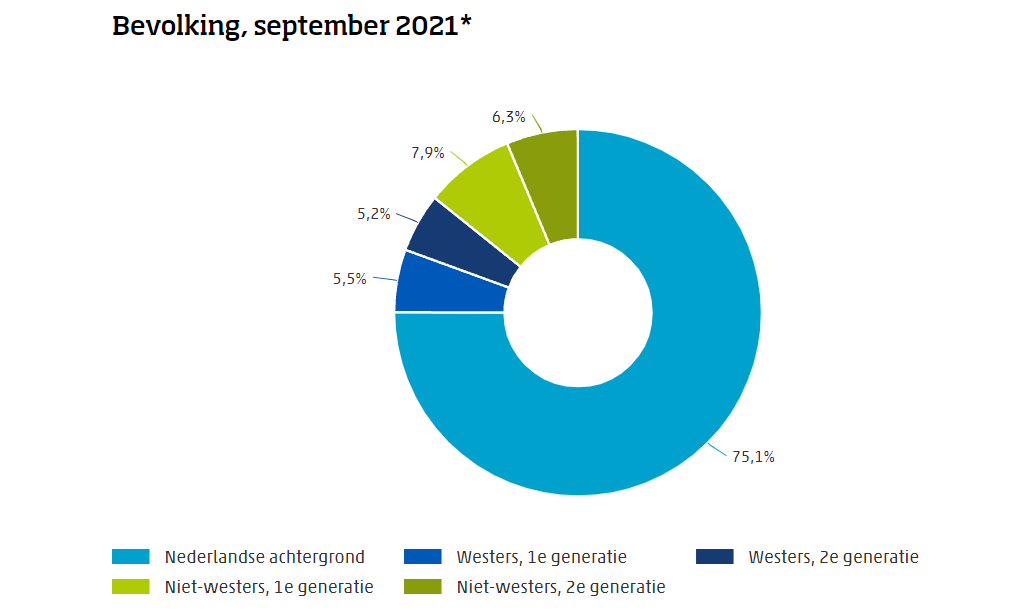 Bevolking, september 2021*
6,3%
7,9%
5,2%
5,5%
75,1%
Nederlandse achtergrond
Westers, 1e generatie
Westers, 2e generatie
Niet-westers, 1e generatie
Niet-westers, 2e generatie